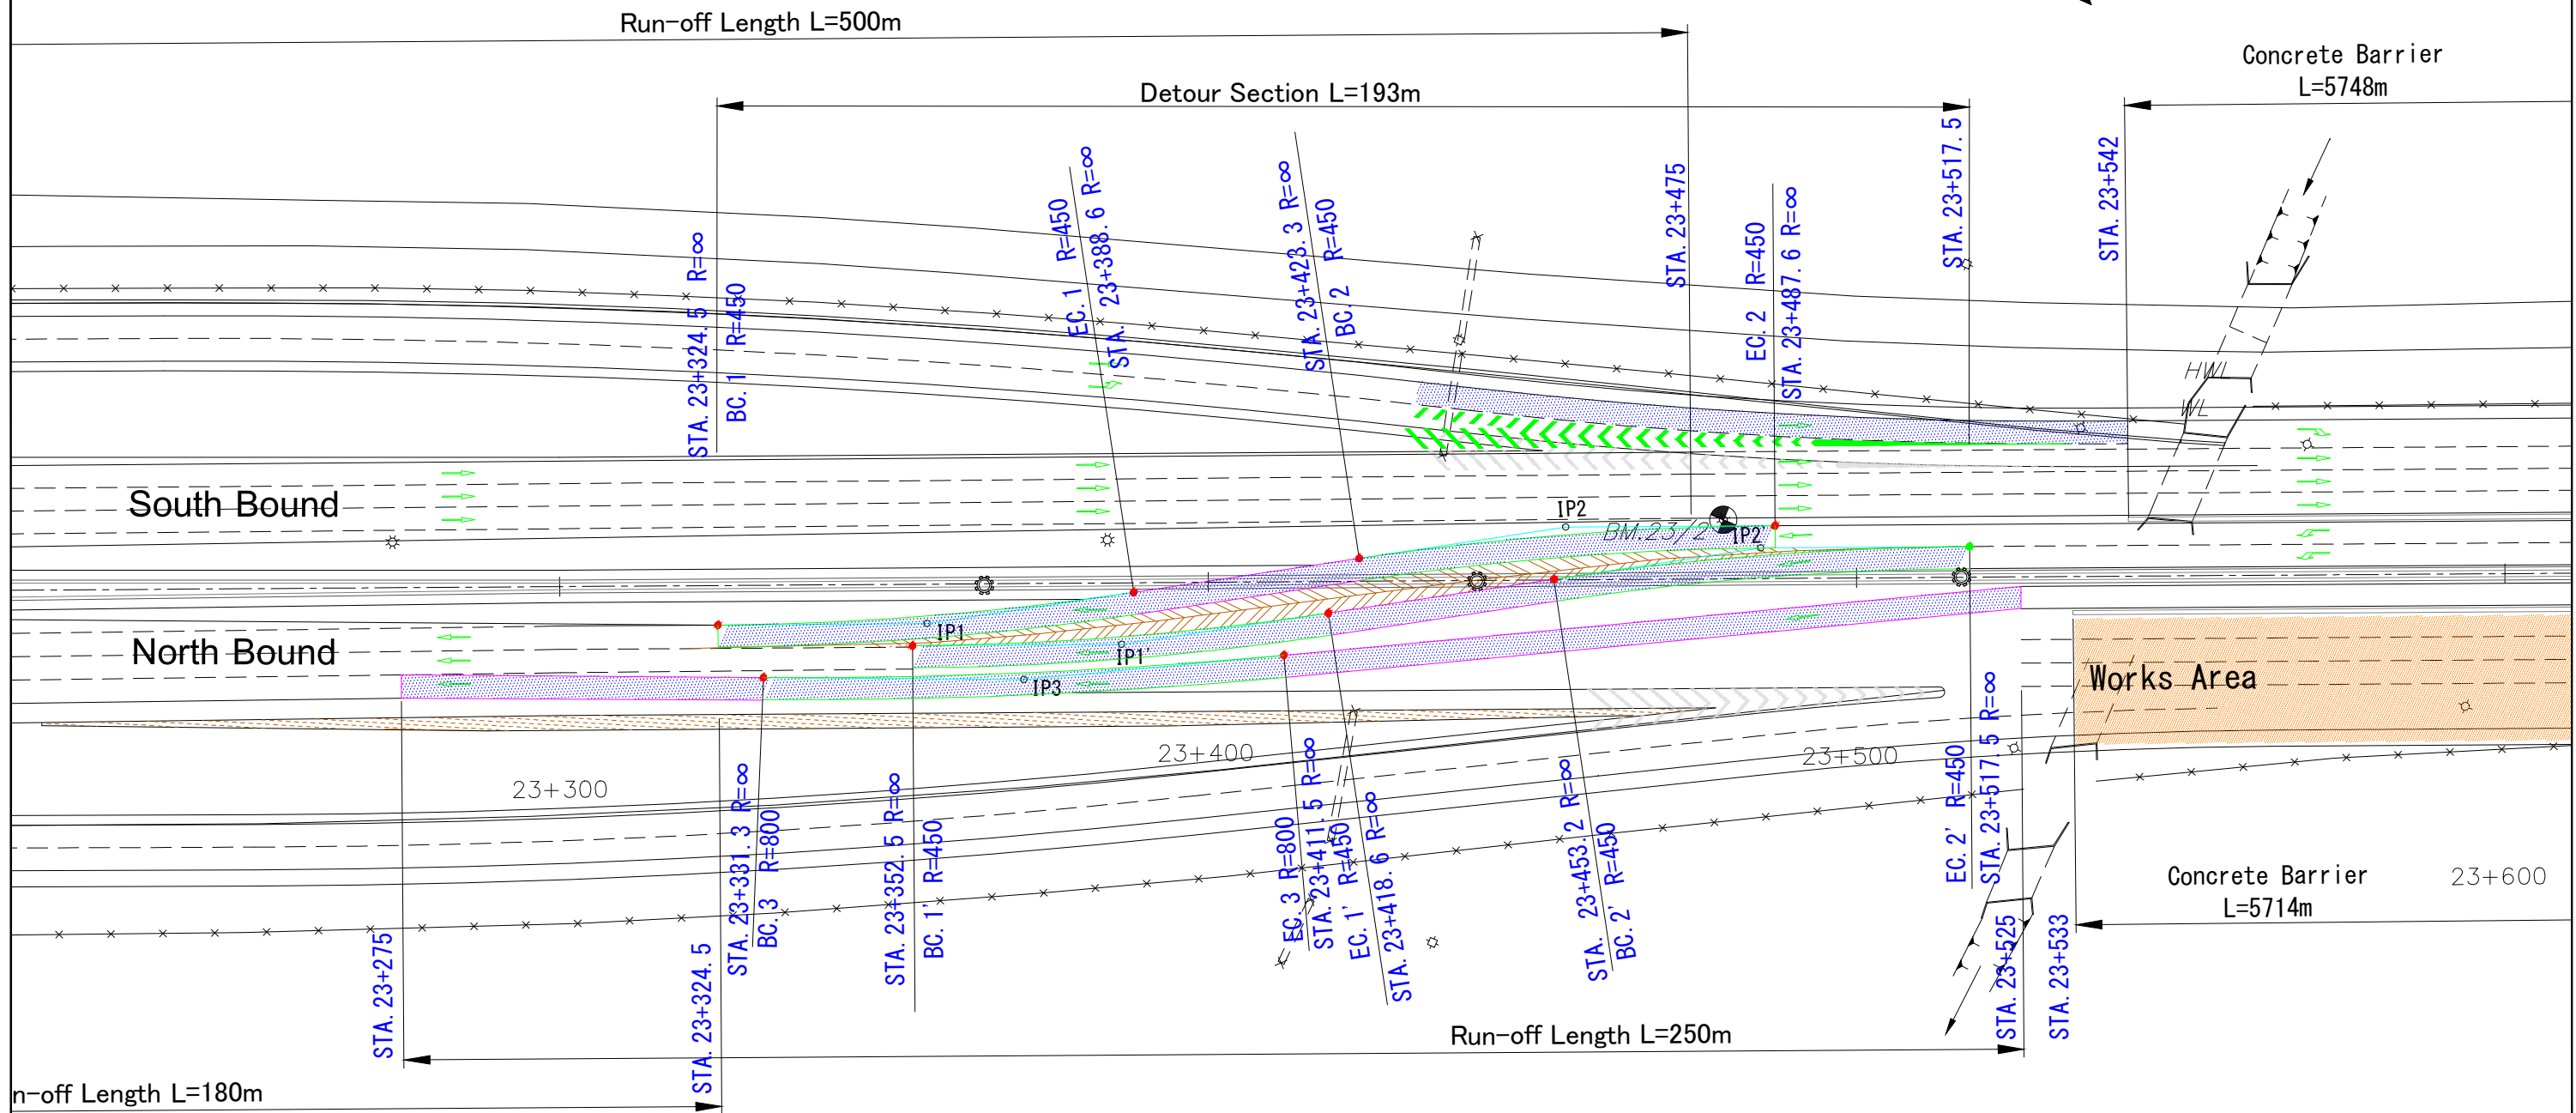 Run-off Length L=500m
Concrete Barrier
L=5748m
Detour Section L=193m
STA. 23+324. 5 R=∞
BC. 1 R=450
EC. 1 R=450
STA. 23+388. 6 R=∞
STA. 23+423. 3 R=∞
BC. 2 R=450
STA. 23+475
EC. 2 R=450
STA. 23+487. 6 R=∞
STA. 23+517. 5
STA. 23+542
HWL
WL
South Bound
IP2
BM.23/2
IP2'
North Bound
IP1
IP1'
IP3
Works Area
23+300
23+400
23+500
23+600
STA. 23+275
STA. 23+324. 5
STA. 23+331. 3 R=∞
BC. 3 R=800
STA. 23+352. 5 R=∞
BC. 1' R=450
EC. 3 R=800
STA. 23+411. 5 R=∞
EC. 1' R=450
STA. 23+418. 6 R=∞
STA. 23+453. 2 R=∞
BC. 2' R=450
EC. 2' R=450
STA. 23+517. 5 R=∞
STA. 23+525
STA. 23+533
Concrete Barrier
L=5714m
Run-off Length L=250m
n-off Length L=180m